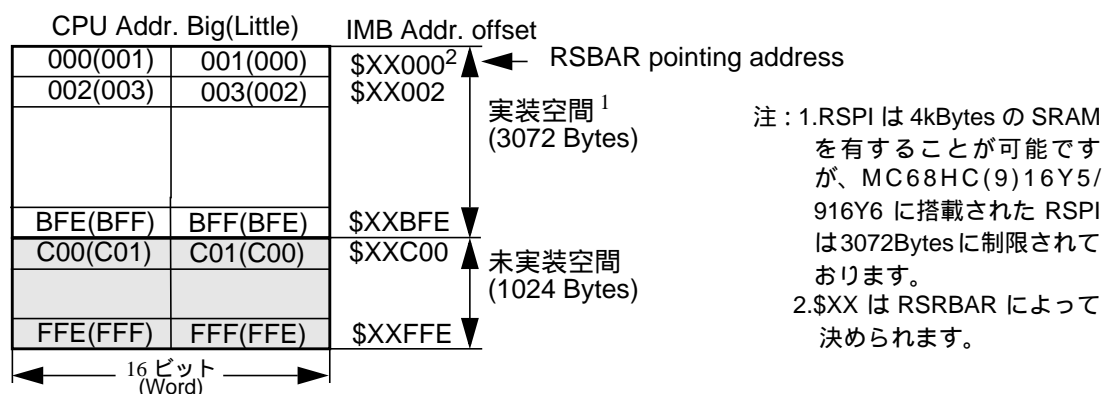 CPU Addr. Big(Little) IMB Addr. offset
000(001) 001(000) $XX000² RSBAR pointing address
002(003) 003(002) $XX002
実装空間¹
(3072 Bytes)
BFE(BFF) BFF(BFE) $XXBFE
C00(C01) C01(C00) $XXC00
未実装空間
(1024 Bytes)
FFE(FFF) FFF(FFE) $XXFFE
16 ビット
(Word)
注 : 1.RSPI は 4kBytes の SRAM
を有することが可能です
が、MC68HC(9)16Y5/
916Y6 に搭載された RSPI
は3072Bytesに制限されて
おります。
2.$XX は RSRBAR によって
決められます。